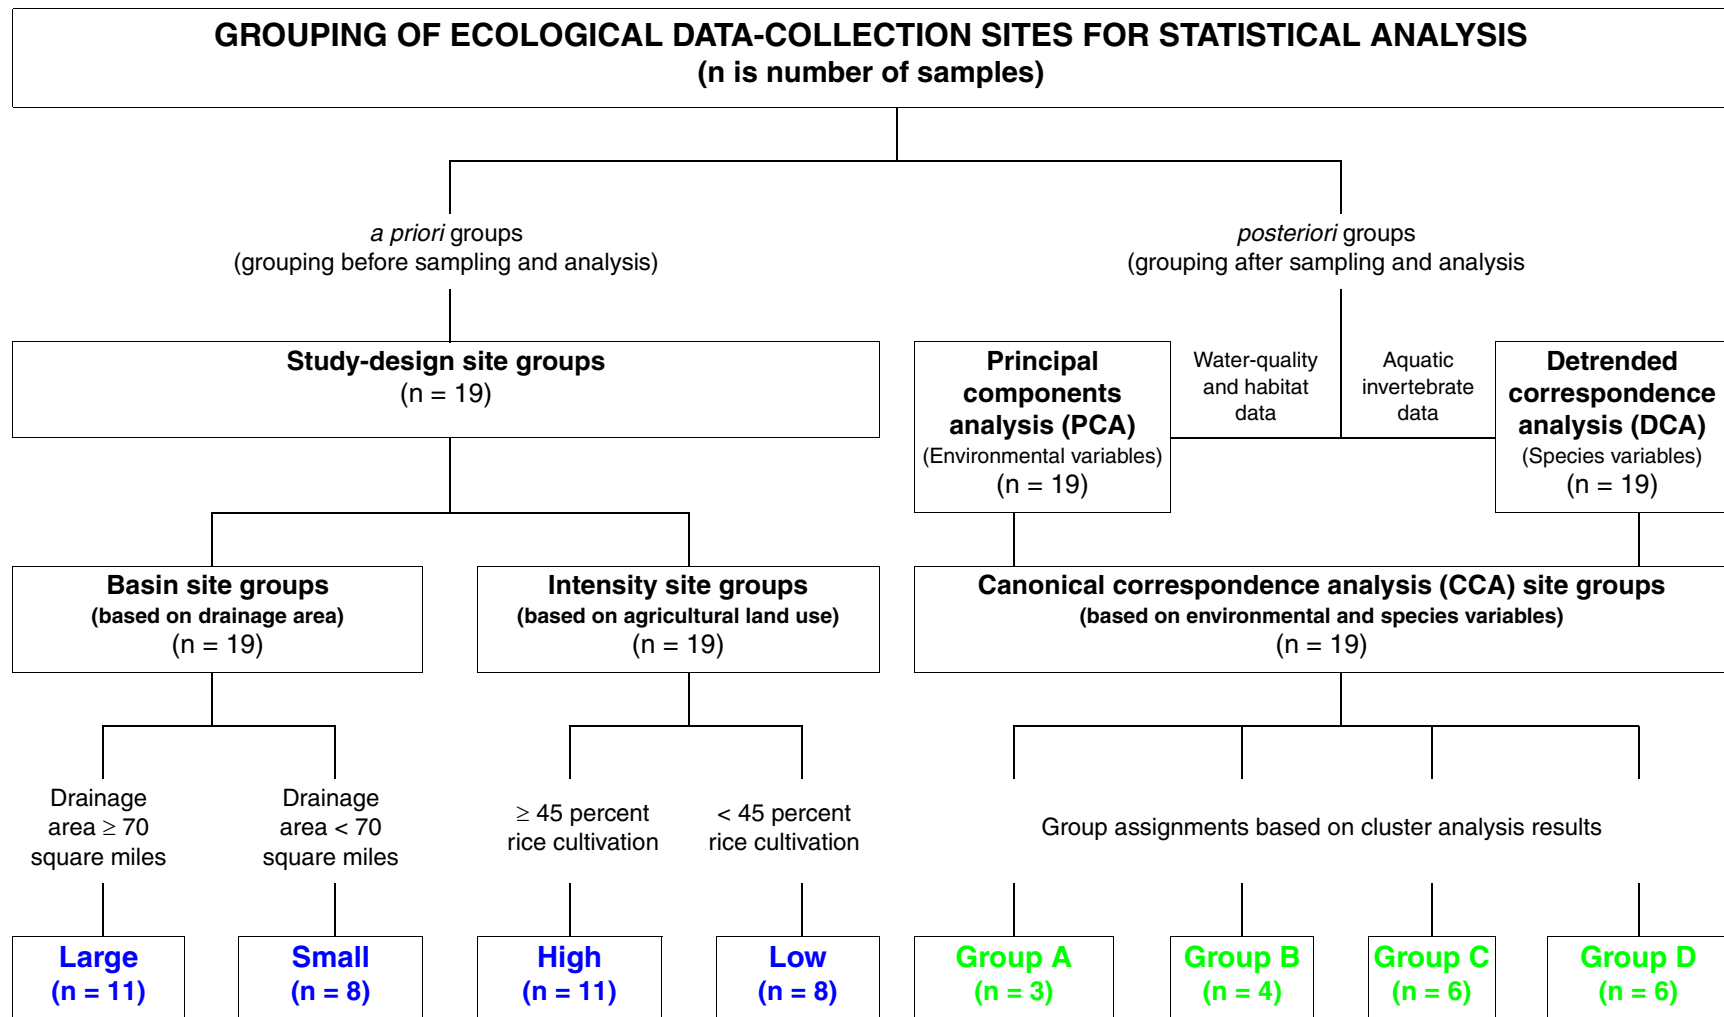 GROUPING OF ECOLOGICAL DATA-COLLECTION SITES FOR STATISTICAL ANALYSIS
(n is number of samples)
a priori groups
(grouping before sampling and analysis)
posteriori groups
(grouping after sampling and analysis
Study-design site groups
(n = 19)
Principal
components
analysis (PCA)
(Environmental variables)
(n = 19)
Water-quality
and habitat
data
Aquatic
invertebrate
data
Detrended
correspondence
analysis (DCA)
(Species variables)
(n = 19)
Basin site groups
(based on drainage area)
(n = 19)
Intensity site groups
(based on agricultural land use)
(n = 19)
Canonical correspondence analysis (CCA) site groups
(based on environmental and species variables)
(n = 19)
Drainage
area ≥ 70
square miles
Drainage
area < 70
square miles
≥ 45 percent
rice cultivation
< 45 percent
rice cultivation
Group assignments based on cluster analysis results
Large
(n = 11)
Small
(n = 8)
High
(n = 11)
Low
(n = 8)
Group A
(n = 3)
Group B
(n = 4)
Group C
(n = 6)
Group D
(n = 6)